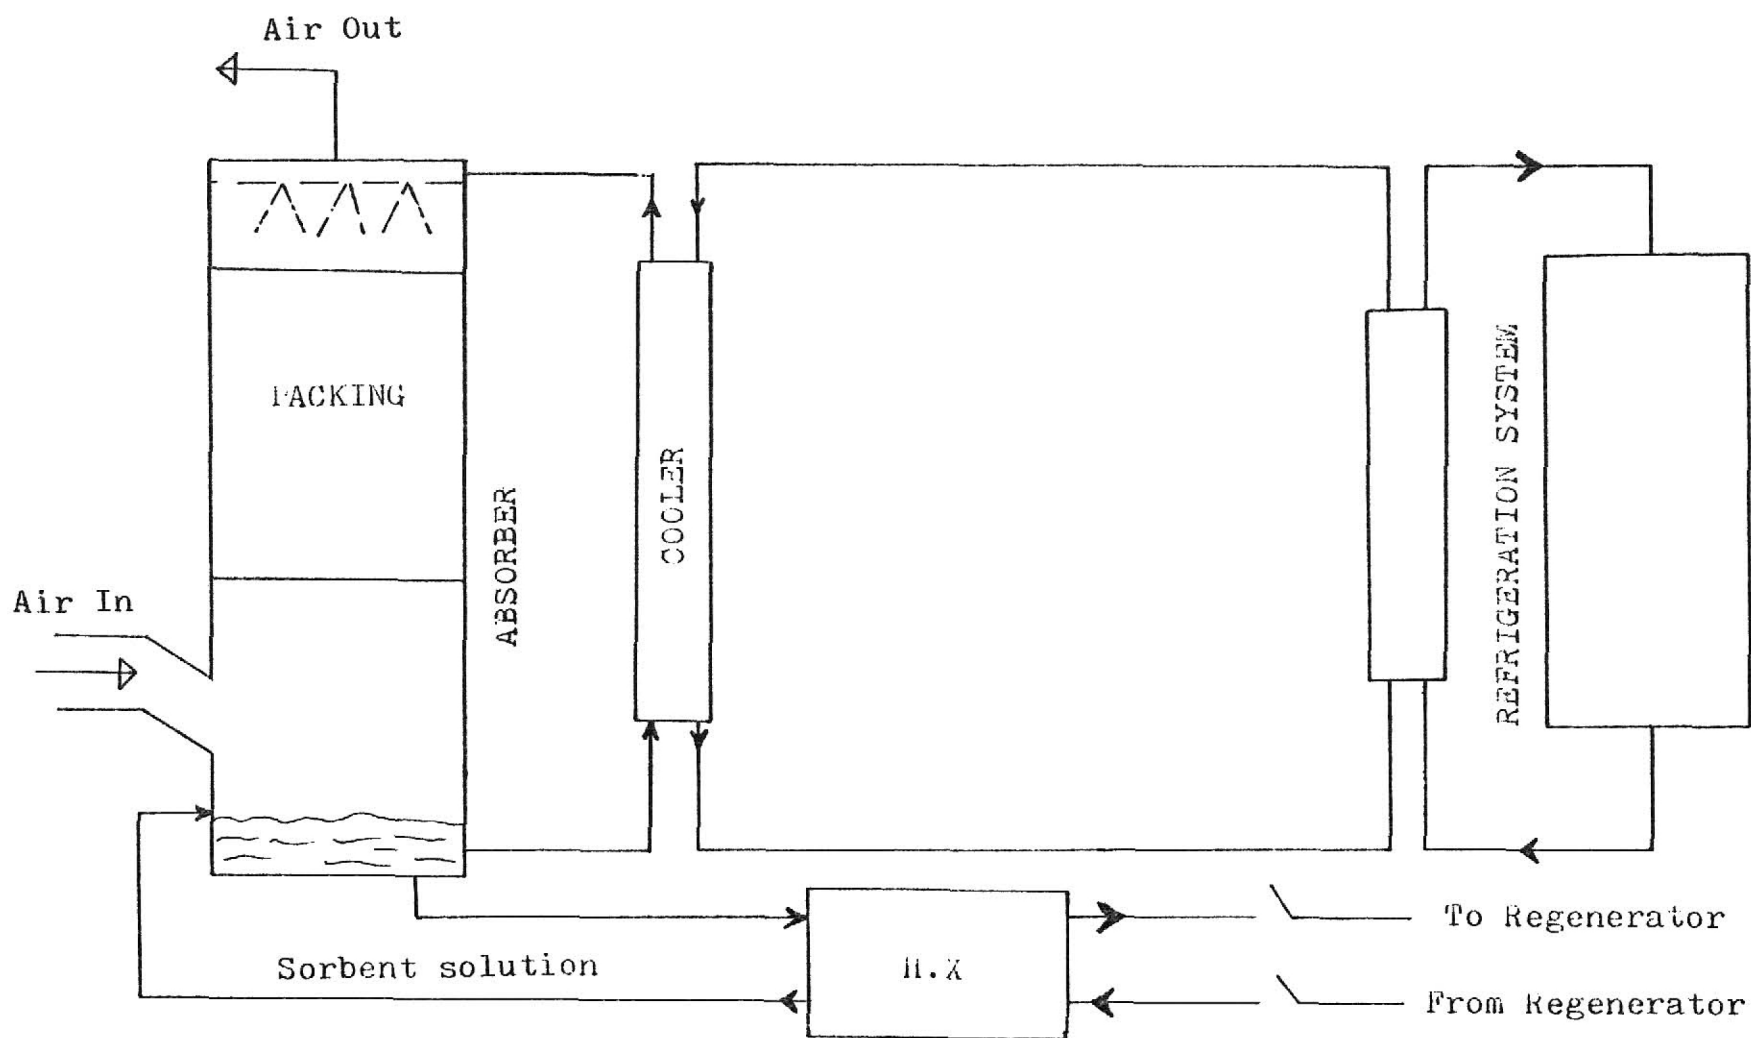 Air Out
PACKING
COOLER
REFRIGERATION SYSTEM
ABSORBER
Air In
To Regenerator
Sorbent solution
H.X
From Regenerator